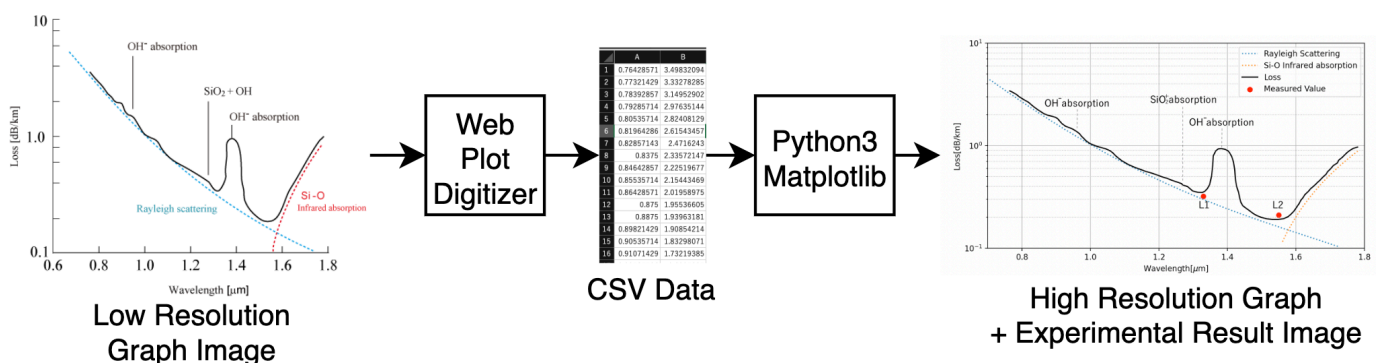 10
1.0
0.1
Loss [dB/km]
0.6 0.8 1.0 1.2 1.4 1.6 1.8
Wavelength [μm]
OH⁻ absorption
SiO₂ + OH
OH⁻ absorption
Rayleigh scattering
Si -O
Infrared absorption
Low Resolution
Graph Image
Web
Plot
Digitizer
A B
1 0.76428571 3.49832094
2 0.77321429 3.33278285
3 0.78392857 3.14952902
4 0.79285714 2.97635144
5 0.80535714 2.82408129
6 0.81964286 2.61543457
7 0.82857143 2.4716243
8 0.8375 2.33572147
9 0.84642857 2.22519677
10 0.85535714 2.15443469
11 0.86428571 2.01958975
12 0.875 1.95536605
13 0.8875 1.93963181
14 0.89821429 1.90854214
15 0.90535714 1.83298071
16 0.91071429 1.73219385
CSV Data
Python3
Matplotlib
10¹
10⁰
10⁻¹
Loss[dB/km]
0.8 1.0 1.2 1.4 1.6 1.8
Wavelength[μm]
Rayleigh Scattering
Si-O Infrared absorption
Loss
Measured Value
OH⁻absorption
SiO₂absorption
OH⁻absorption
L1
L2
High Resolution Graph
+ Experimental Result Image